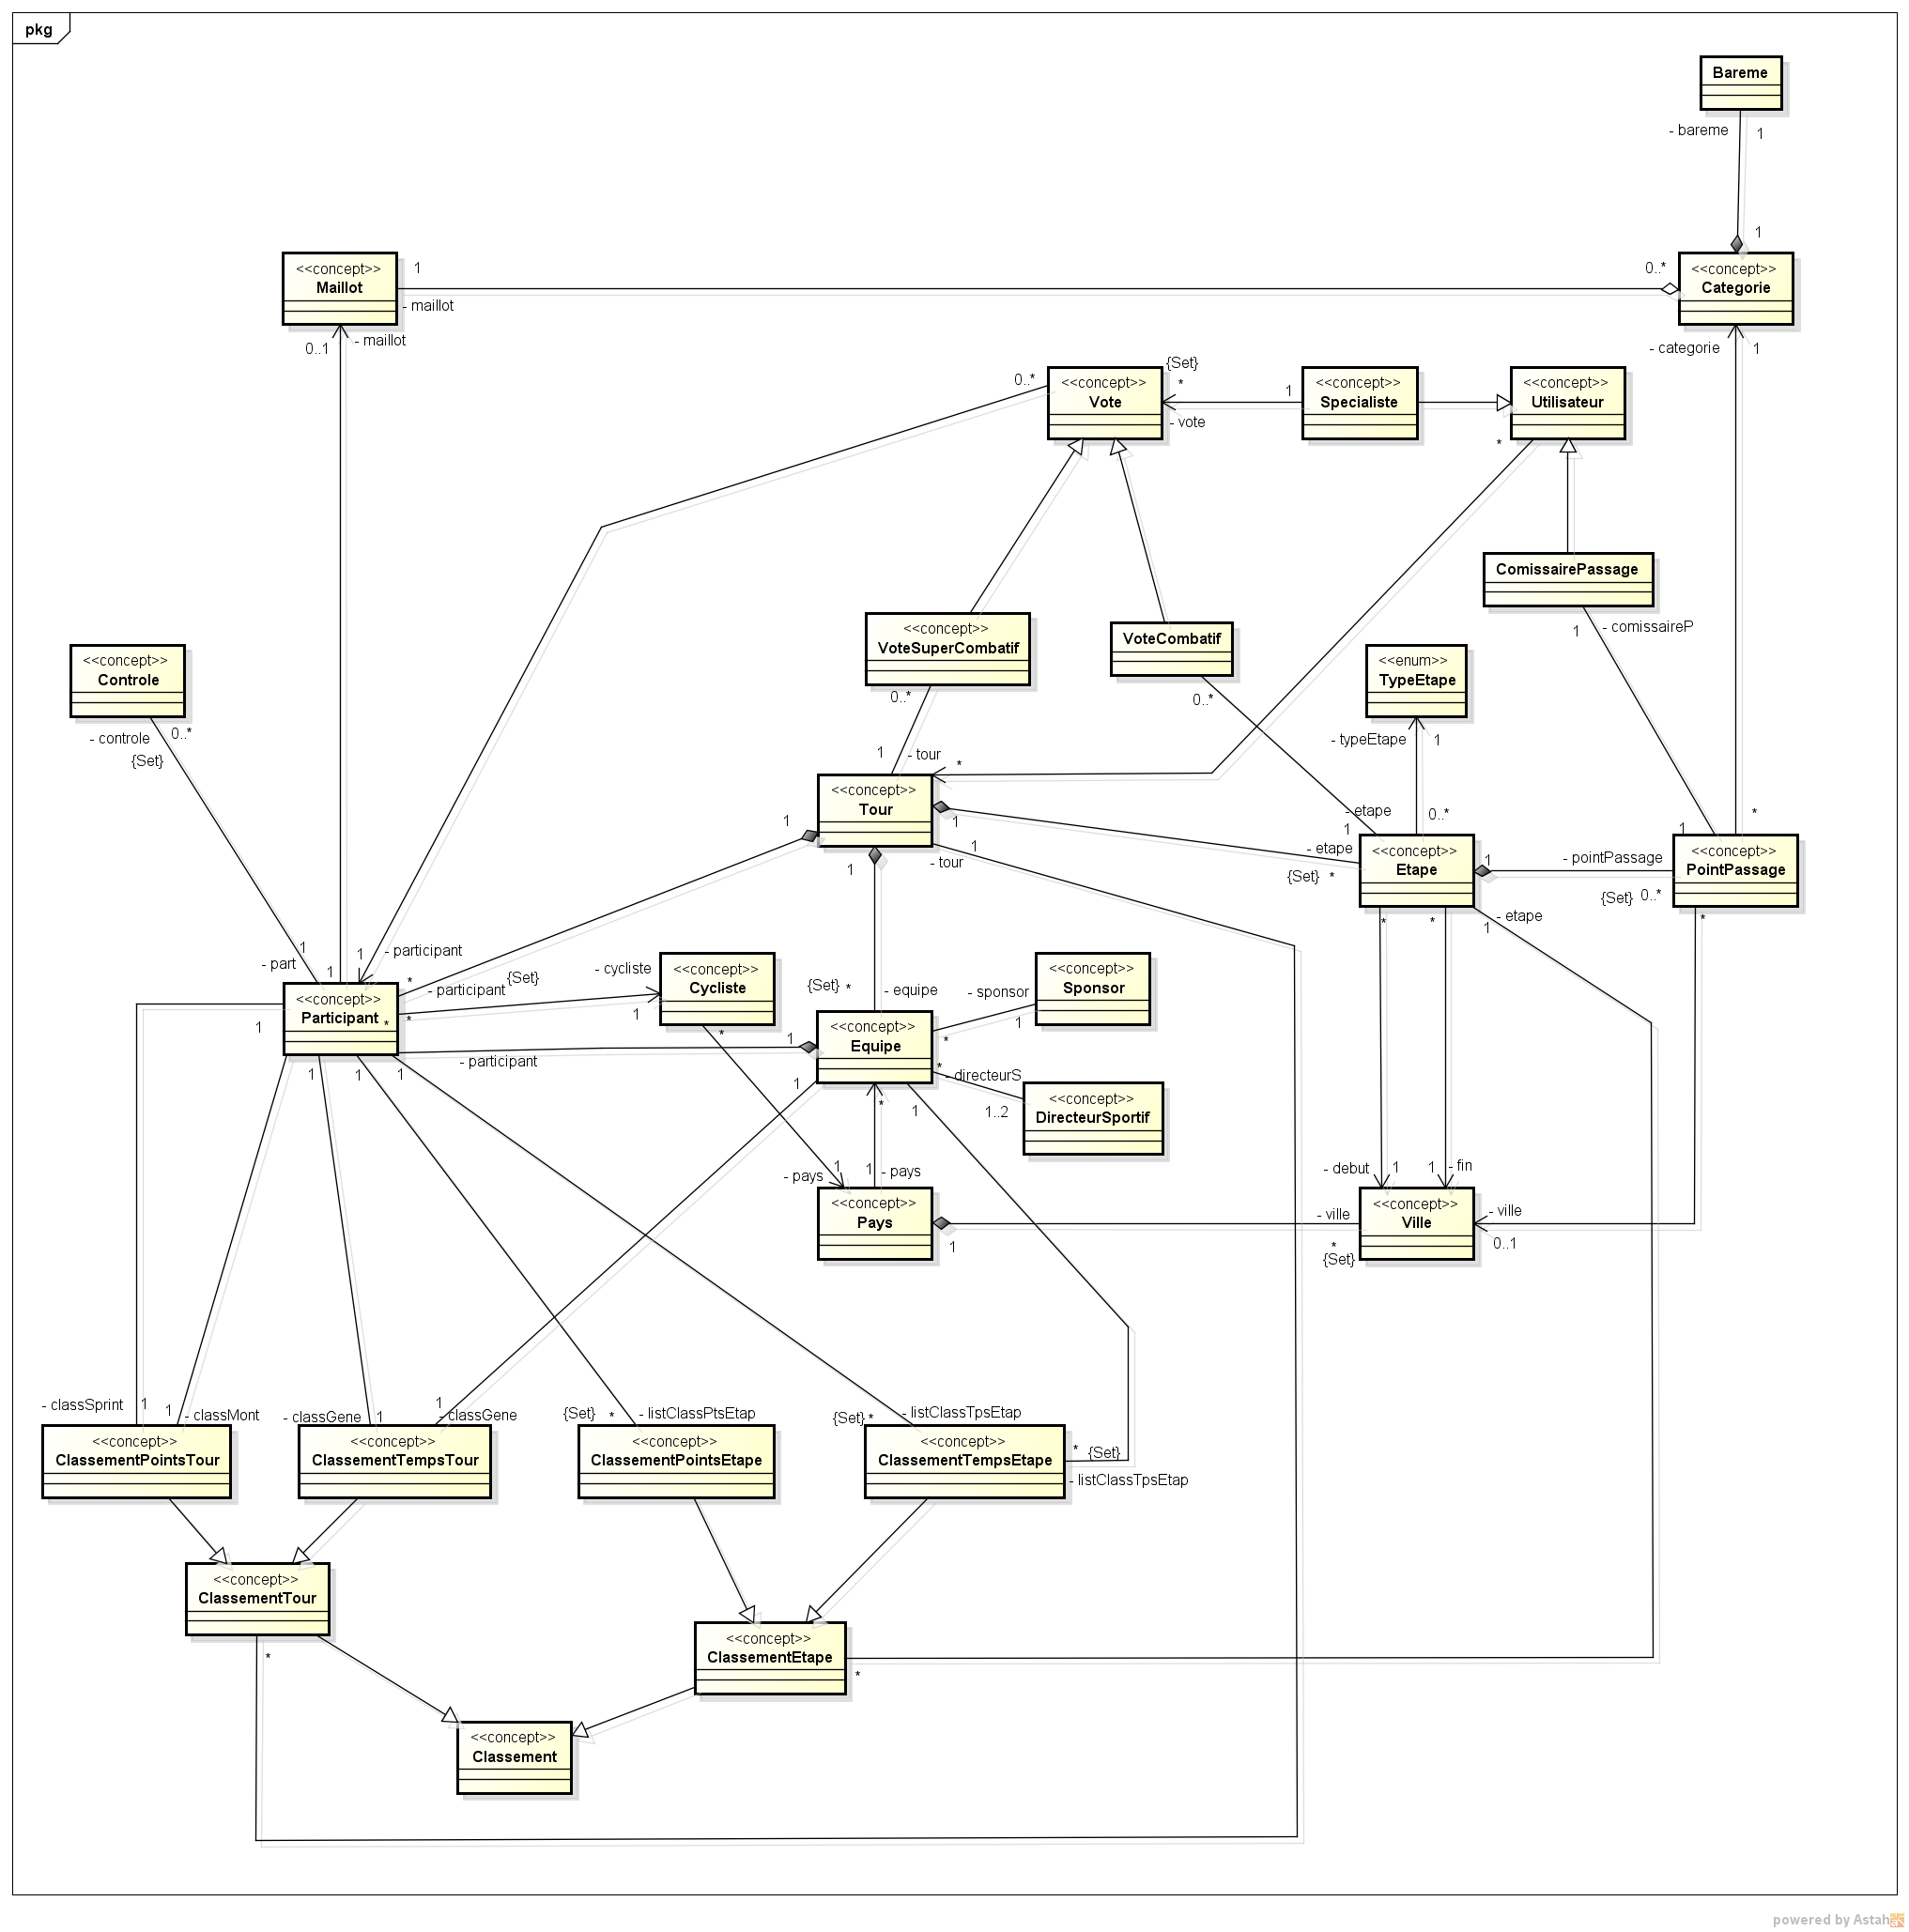 pkg
Bareme
- bareme
1
1
<<concept>>
Maillot
1
- maillot
0..*
<<concept>>
Categorie
0..1
- maillot
- categorie
1
0..*
<<concept>>
Vote
{Set}
*
- vote
1
<<concept>>
Specialiste
<<concept>>
Utilisateur
*
ComissairePassage
1
- comissaireP
<<concept>>
VoteSuperCombatif
0..*
VoteCombatif
0..*
<<enum>>
TypeEtape
- typeEtape
1
<<concept>>
Controle
- controle
0..*
{Set}
1
- tour
*
<<concept>>
Tour
1
1
1
1
- tour
- etape
1
0..*
- etape
{Set}
*
<<concept>>
Etape
1
- pointPassage
{Set}
0..*
1
*
<<concept>>
PointPassage
*
*
*
- etape
1
1
- part
1
1
- participant
*
- participant
{Set}
<<concept>>
Participant
*
*
- cycliste
1
<<concept>>
Cycliste
*
{Set}
*
- equipe
<<concept>>
Equipe
1
- participant
- sponsor
1
*
<<concept>>
Sponsor
*
- directeurS
1..2
<<concept>>
DirecteurSportif
1
1
1
1
1
1
*
1
- pays
1
1
- pays
<<concept>>
Pays
1
- ville
*
{Set}
- debut
1
1
- fin
<<concept>>
Ville
- ville
0..1
- classSprint
1
1
- classMont
- classGene
1
1
- classGene
{Set}
*
- listClassPtsEtap
{Set}
*
- listClassTpsEtap
*
{Set}
- listClassTpsEtap
<<concept>>
ClassementPointsTour
<<concept>>
ClassementTempsTour
<<concept>>
ClassementPointsEtape
<<concept>>
ClassementTempsEtape
<<concept>>
ClassementTour
*
<<concept>>
ClassementEtape
*
<<concept>>
Classement
powered by Astah